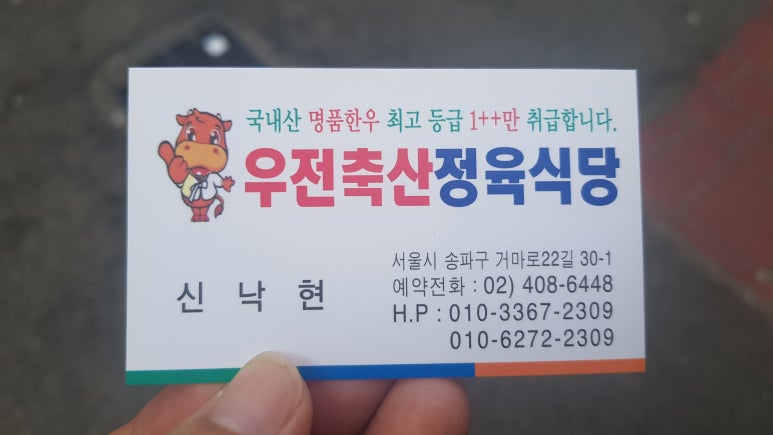 국내산 명품한우 최고 등급 1++만 취급합니다.
우전축산정육식당
신 낙 현
서울시 송파구 거마로22길 30-1
예약전화 : 02) 408-6448
H.P : 010-3367-2309
010-6272-2309